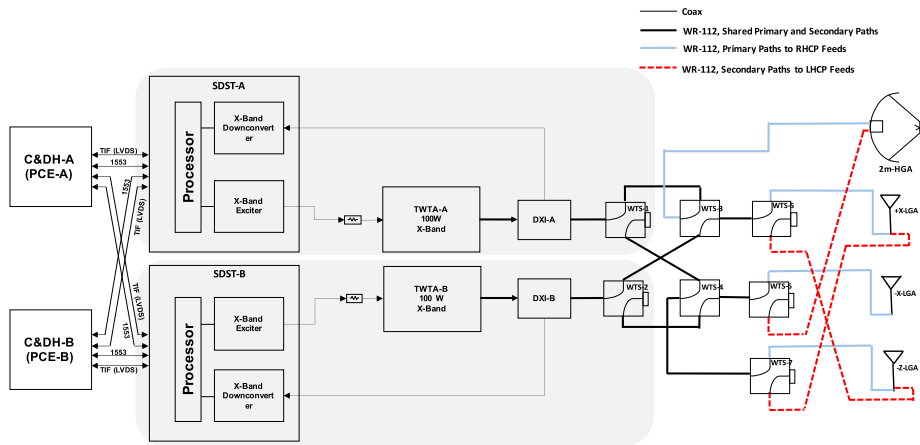 Coax
WR-112, Shared Primary and Secondary Paths
WR-112, Primary Paths to RHCP Feeds
WR-112, Secondary Paths to LHCP Feeds
SDST-A
Processor
X-Band
Downconvert
er
X-Band
Exciter
C&DH-A
(PCE-A)
TIF (LVDS)
1553
1553
TIF (LVDS)
TWTA-A
100W
X-Band
DXI-A
WTS-1
WTS-3
WTS-5
2m-HGA
+X-LGA
SDST-B
Processor
X-Band
Exciter
X-Band
Downconvert
er
C&DH-B
(PCE-B)
TIF (LVDS)
1553
1553
TIF (LVDS)
TWTA-B
100 W
X-Band
DXI-B
WTS-2
WTS-4
WTS-6
-X-LGA
WTS-7
-Z-LGA